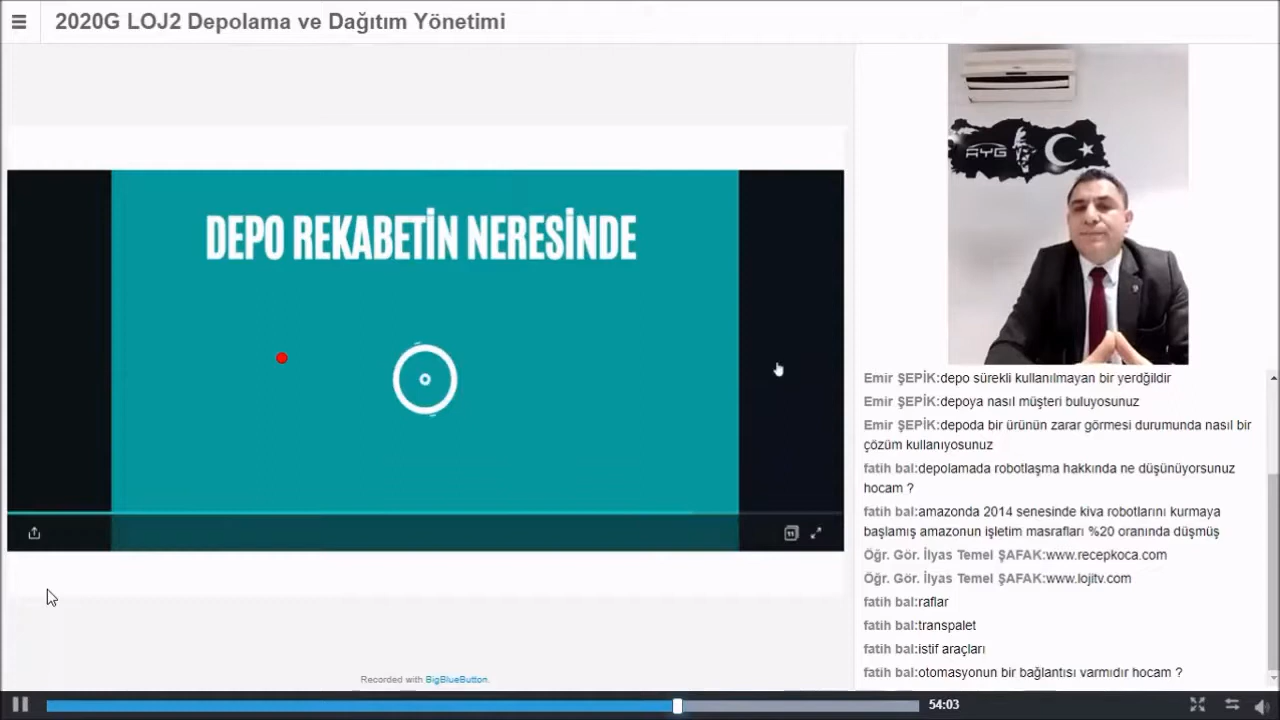 2020G LOJ2 Depolama ve Dağıtım Yönetimi
DEPO REKABETİN NERESİNDE
AYG
Emir ŞEPİK:depo sürekli kullanılmayan bir yerdğildir
Emir ŞEPİK:depoya nasıl müşteri buluyosunuz
Emir ŞEPİK:depoda bir ürünün zarar görmesi durumunda nasıl bir
çözüm kullanıyosunuz
fatih bal:depolamada robotlaşma hakkında ne düşünüyorsunuz
hocam ?
fatih bal:amazonda 2014 senesinde kiva robotlarını kurmaya
başlamış amazonun işletim masrafları %20 oranında düşmüş
Öğr. Gör. İlyas Temel ŞAFAK:www.recepkoca.com
Öğr. Gör. İlyas Temel ŞAFAK:www.lojitv.com
fatih bal:raflar
fatih bal:transpalet
fatih bal:istif araçları
fatih bal:otomasyonun bir bağlantısı varmıdır hocam ?
Recorded with BigBlueButton.
54:03